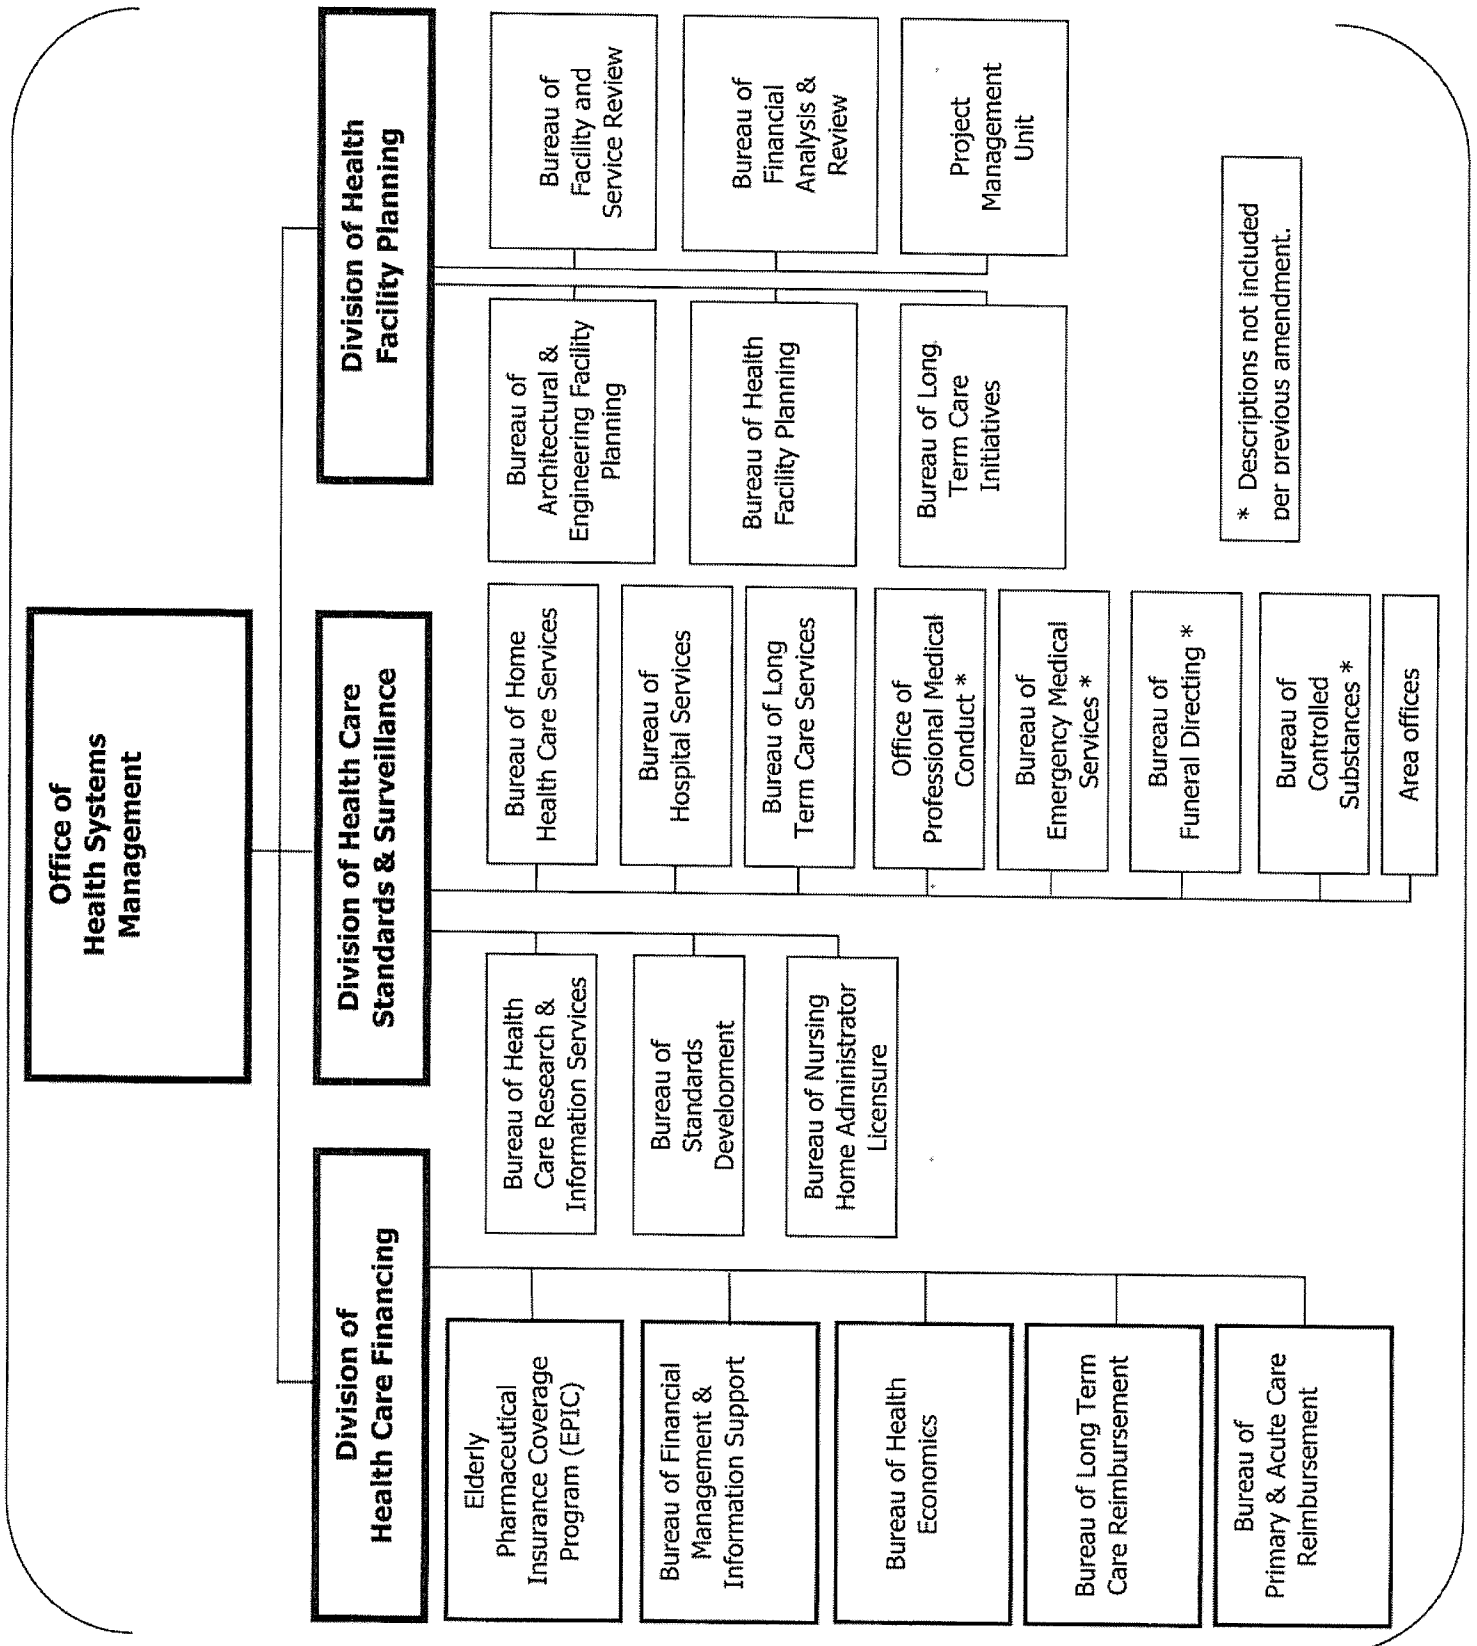 Office of
Health Systems
Management
Division of
Health Care Financing
Division of Health Care
Standards & Surveillance
Division of Health
Facility Planning
Elderly
Pharmaceutical
Insurance Coverage
Program (EPIC)
Bureau of Financial
Management &
Information Support
Bureau of Health
Economics
Bureau of Long Term
Care Reimbursement
Bureau of
Primary & Acute Care
Reimbursement
Bureau of Health
Care Research &
Information Services
Bureau of
Standards
Development
Bureau of Nursing
Home Administrator
Licensure
Bureau of Home
Health Care Services
Bureau of
Hospital Services
Bureau of Long
Term Care Services
Office of
Professional Medical
Conduct *
Bureau of
Emergency Medical
Services *
Bureau of
Funeral Directing *
Bureau of
Controlled
Substances *
Area offices
Bureau of
Architectural &
Engineering Facility
Planning
Bureau of Health
Facility Planning
Bureau of Long
Term Care
Initiatives
Bureau of
Facility and
Service Review
Bureau of
Financial
Analysis &
Review
Project
Management
Unit
* Descriptions not included
per previous amendment.